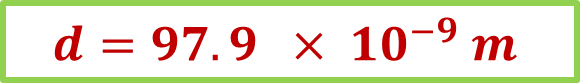 d = 97.9 × 10⁻⁹ m